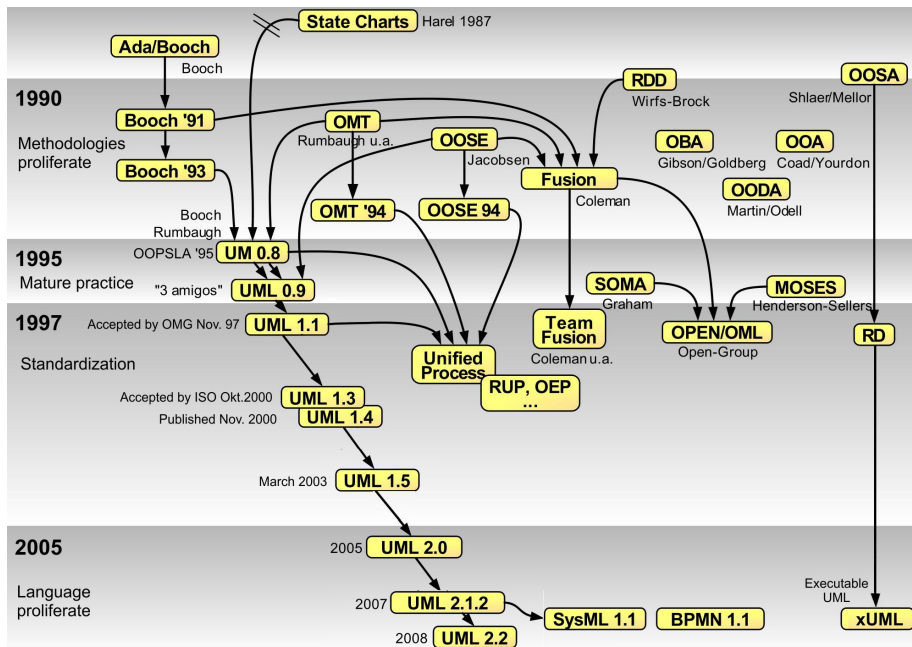 State Charts
Harel 1987
Ada/Booch
Booch
OOSA
Shlaer/Mellor
RDD
Wirfs-Brock
1990
Booch '91
OMT
Rumbaugh u.a.
OOSE
Jacobsen
OBA
Gibson/Goldberg
OOA
Coad/Yourdon
Methodologies
proliferate
Booch '93
Fusion
Coleman
OODA
Martin/Odell
OMT '94
OOSE 94
Booch
Rumbaugh
1995
OOPSLA '95
UM 0.8
Mature practice
"3 amigos"
UML 0.9
SOMA
Graham
MOSES
Henderson-Sellers
1997
Accepted by OMG Nov. 97
UML 1.1
Team
Fusion
Coleman u.a.
OPEN/OML
Open-Group
RD
Standardization
Unified
Process
RUP, OEP
...
Accepted by ISO Okt.2000
UML 1.3
Published Nov. 2000
UML 1.4
March 2003
UML 1.5
2005
2005
UML 2.0
Language
proliferate
2007
UML 2.1.2
Executable
UML
SysML 1.1
BPMN 1.1
xUML
2008
UML 2.2